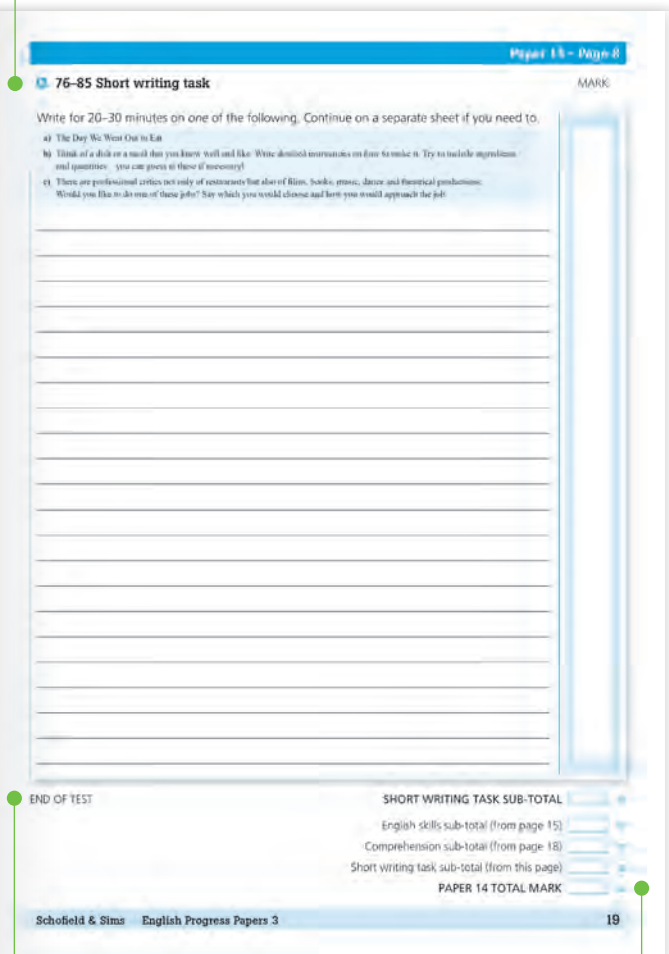 Page 8
76–85 Short writing task
MARK
Write for 20–30 minutes on one of the following. Continue on a separate sheet if you need to.
a) The Day We Went Out to Eat
b) Think of a dish or a meal that you know well and like. Write detailed instructions on how to make it. Try to include ingredients
and quantities – you can guess at these if necessary!
c) There are professional critics not only of restaurants but also of films, books, music, dance and theatrical productions.
Would you like to do one of these jobs? Say which you would choose and how you would approach the job.
END OF TEST
SHORT WRITING TASK SUB-TOTAL
English skills sub-total (from page 15)
Comprehension sub-total (from page 18)
Short writing task sub-total (from this page)
PAPER 14 TOTAL MARK
Schofield & Sims English Progress Papers 3
19